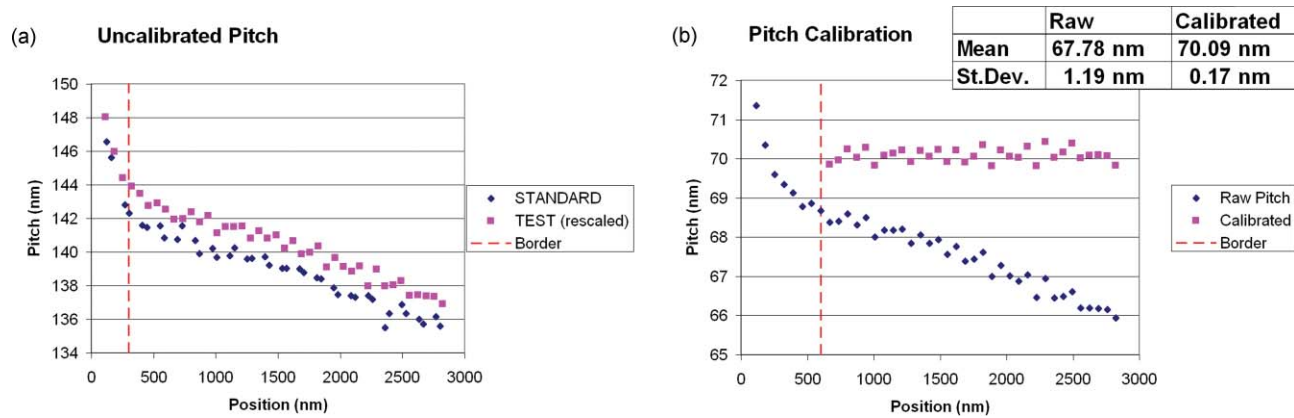 (a) Uncalibrated Pitch
150
148
146
144
142
140
138
136
134
Pitch (nm)
0 500 1000 1500 2000 2500 3000
Position (nm)
STANDARD
TEST (rescaled)
Border
(b) Pitch Calibration
Raw Calibrated
Mean 67.78 nm 70.09 nm
St.Dev. 1.19 nm 0.17 nm
72
71
70
69
68
67
66
65
Pitch (nm)
0 500 1000 1500 2000 2500 3000
Position (nm)
Raw Pitch
Calibrated
Border